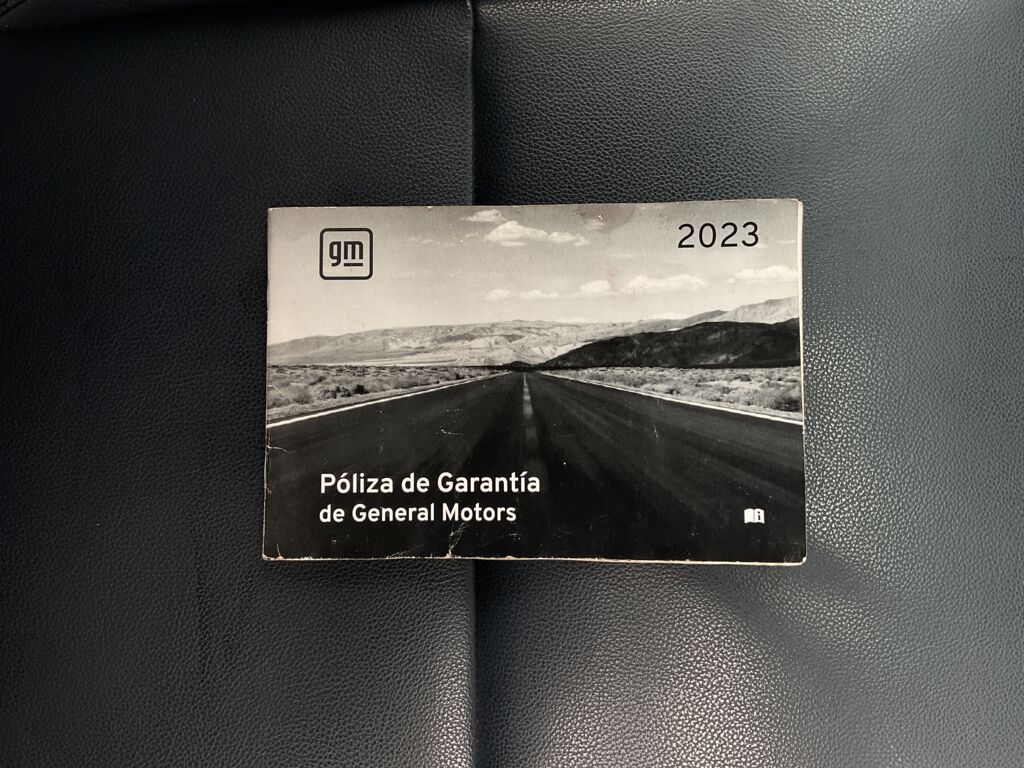 gm
2023
Póliza de Garantía
de General Motors